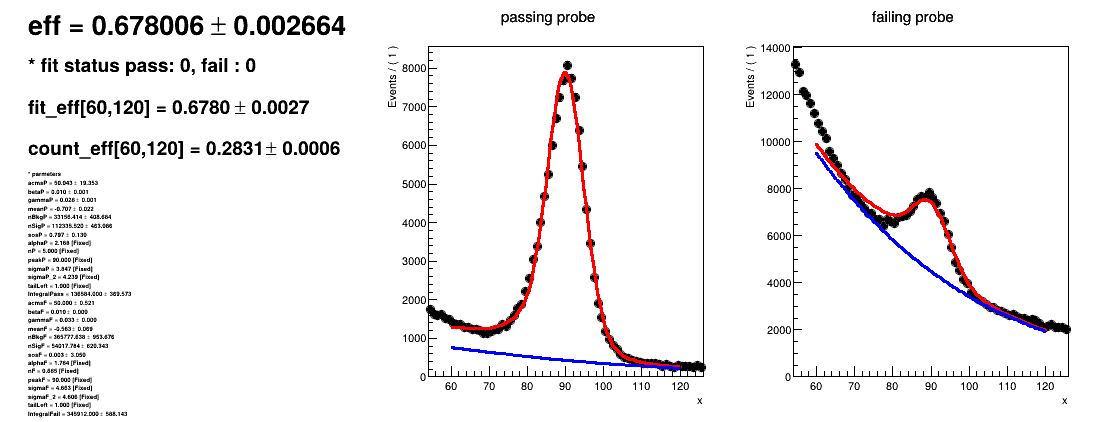 eff = 0.678006 ± 0.002664
* fit status pass: 0, fail : 0
fit_eff[60,120] = 0.6780 ± 0.0027
count_eff[60,120] = 0.2831 ± 0.0006
* parmeters
acmsP = 50.943 ± 19.353
betaP = 0.010 ± 0.001
gammaP = 0.028 ± 0.001
meanP = -0.707 ± 0.022
nBkgP = 33156.414 ± 408.684
nSigP = 112335.520 ± 463.086
sosP = 0.797 ± 0.130
alphaP = 2.168 [Fixed]
nP = 5.000 [Fixed]
peakP = 90.000 [Fixed]
sigmaP = 3.847 [Fixed]
sigmaP_2 = 4.239 [Fixed]
tailLeft = 1.000 [Fixed]
IntegralPass = 136584.000 ± 369.573
acmsF = 50.000 ± 0.521
betaF = 0.010 ± 0.000
gammaF = 0.033 ± 0.000
meanF = -0.563 ± 0.069
nBkgF = 365777.638 ± 953.676
nSigF = 54017.784 ± 620.343
sosF = 0.003 ± 3.050
alphaF = 1.764 [Fixed]
nF = 0.665 [Fixed]
peakF = 90.000 [Fixed]
sigmaF = 4.663 [Fixed]
sigmaF_2 = 4.606 [Fixed]
tailLeft = 1.000 [Fixed]
IntegralFail = 345912.000 ± 588.143
passing probe
Events / ( 1 )
8000
7000
6000
5000
4000
3000
2000
1000
0
60 70 80 90 100 110 120
x
failing probe
Events / ( 1 )
14000
12000
10000
8000
6000
4000
2000
0
60 70 80 90 100 110 120
x